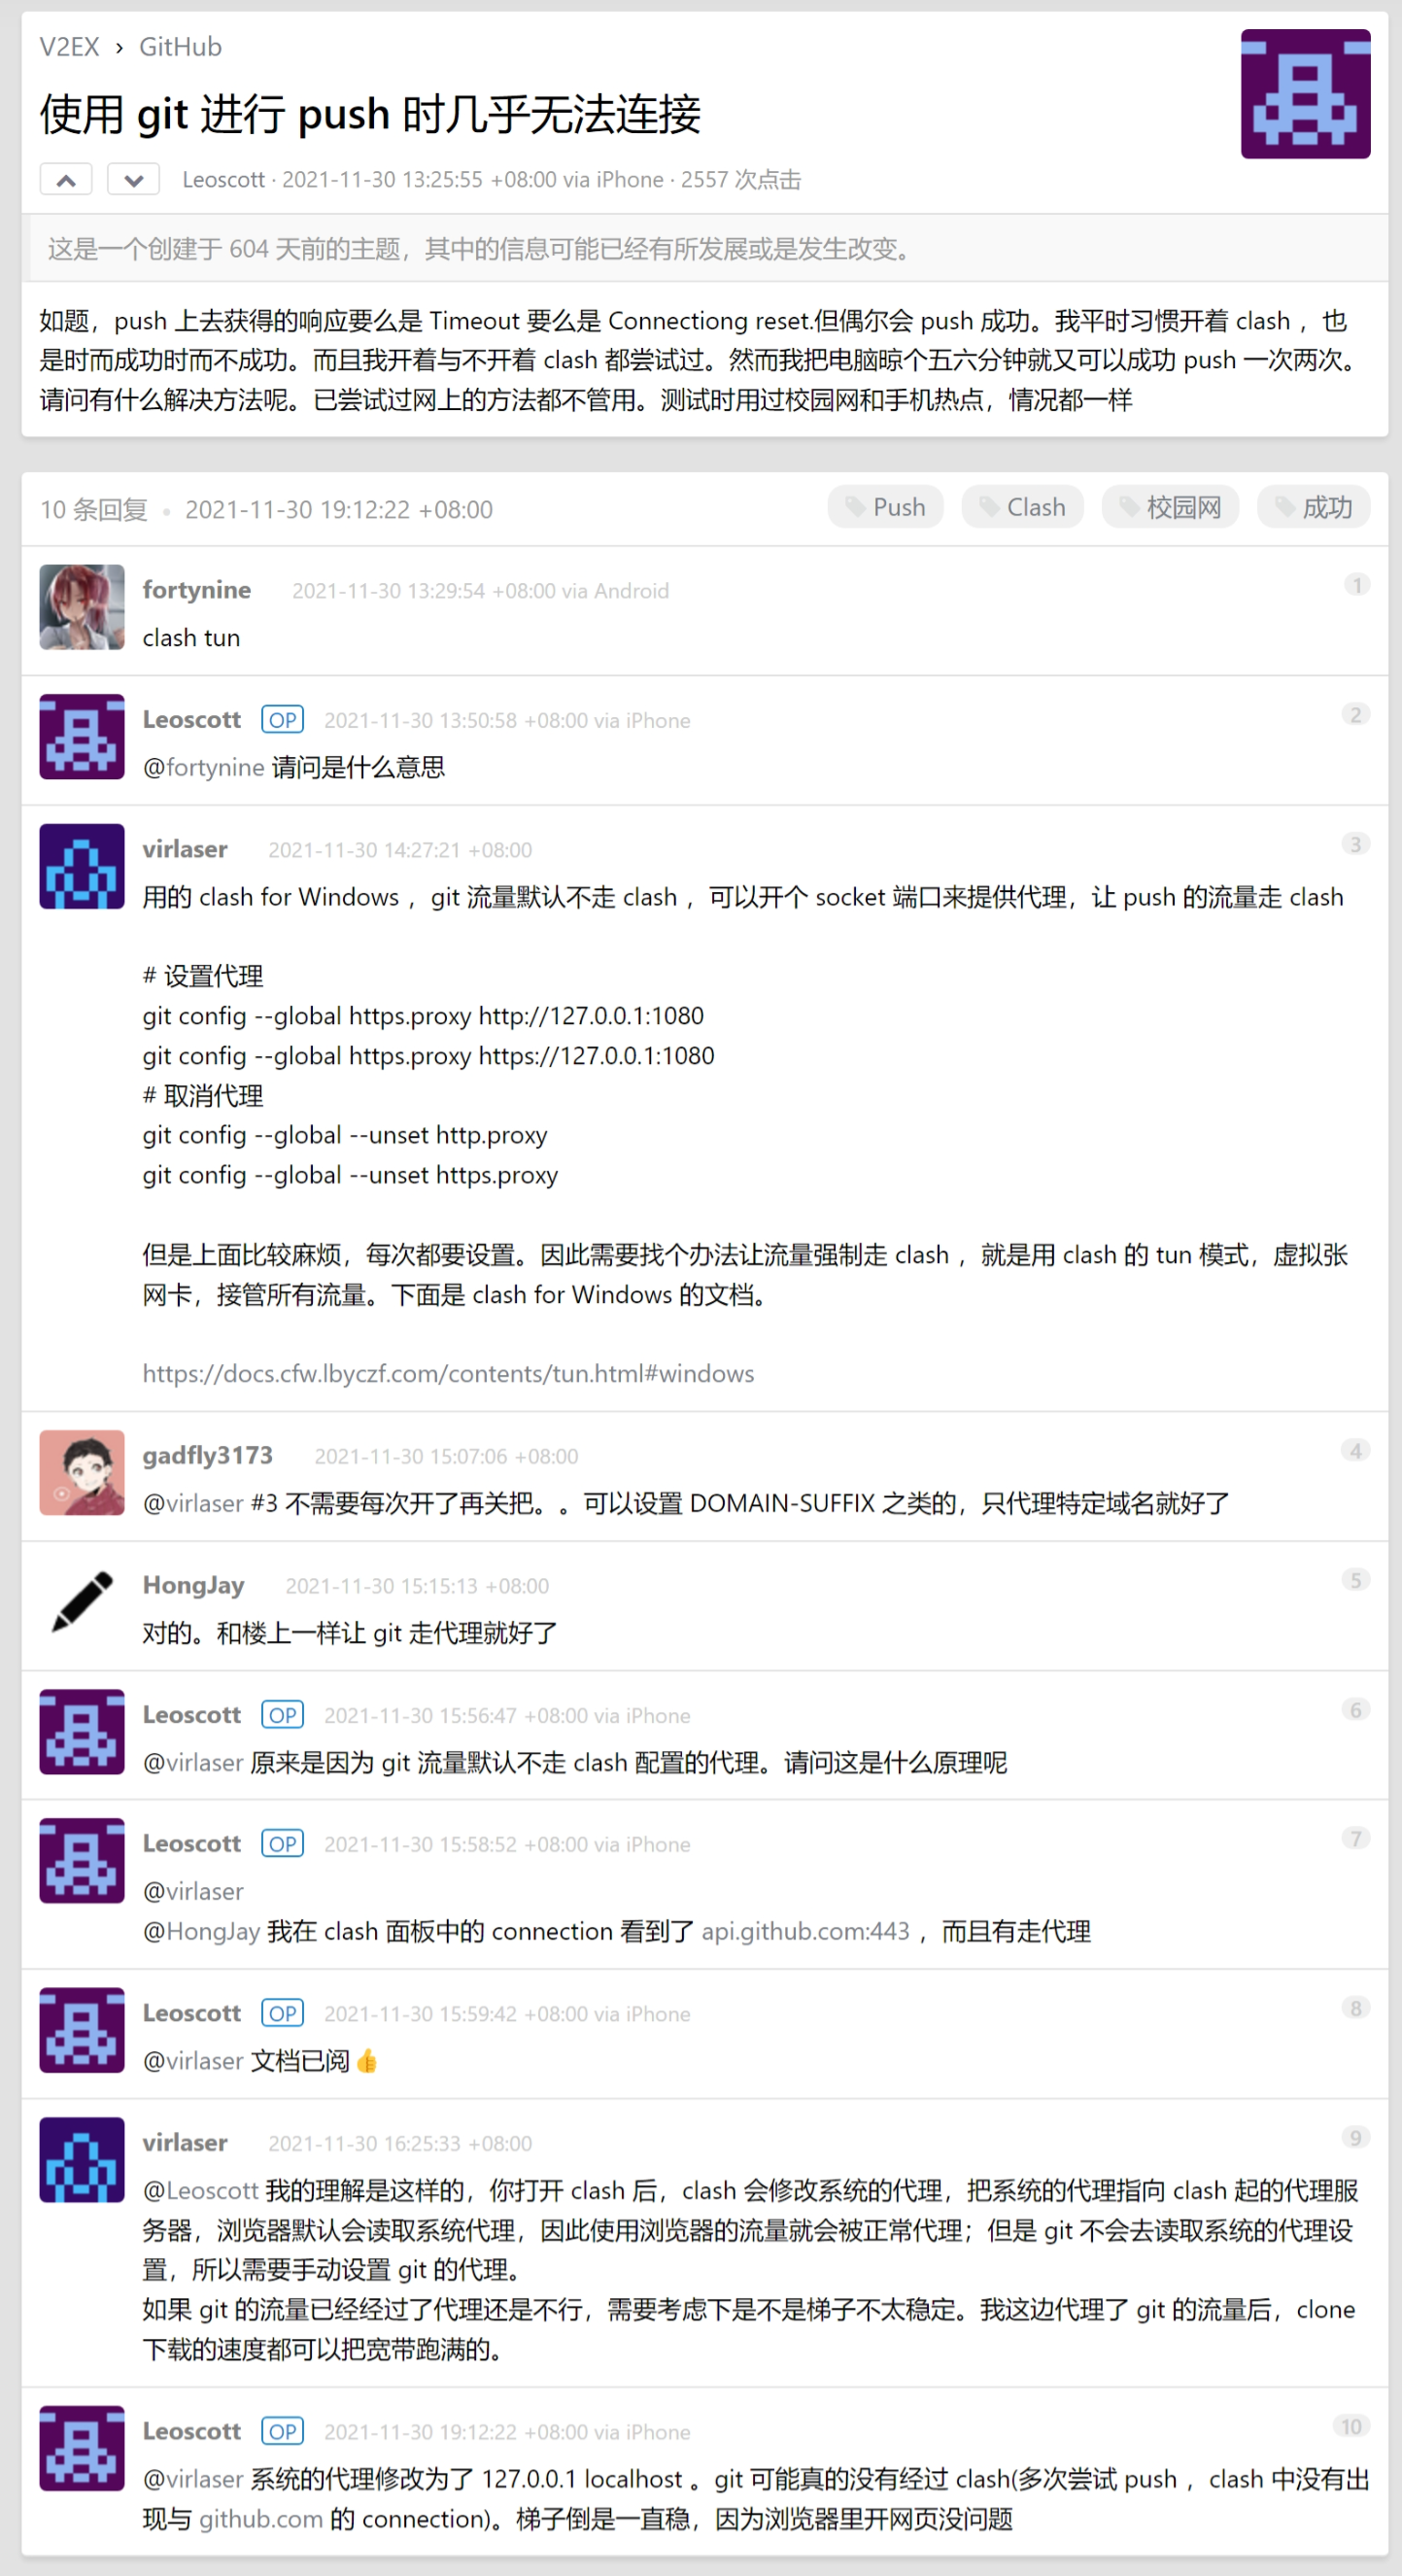 V2EX › GitHub
使用 git 进行 push 时几乎无法连接
Leoscott · 2021-11-30 13:25:55 +08:00 via iPhone · 2557 次点击
这是一个创建于 604 天前的主题，其中的信息可能已经有所发展或是发生改变。
如题，push 上去获得的响应要么是 Timeout 要么是 Connectiong reset.但偶尔会 push 成功。我平时习惯开着 clash ，也
是时而成功时而不成功。而且我开着与不开着 clash 都尝试过。然而我把电脑晾个五六分钟就又可以成功 push 一次两次。
请问有什么解决方法呢。已尝试过网上的方法都不管用。测试时用过校园网和手机热点，情况都一样
10 条回复 • 2021-11-30 19:12:22 +08:00
Push Clash 校园网 成功
fortynine 2021-11-30 13:29:54 +08:00 via Android 1
clash tun
Leoscott OP 2021-11-30 13:50:58 +08:00 via iPhone 2
@fortynine 请问是什么意思
virlaser 2021-11-30 14:27:21 +08:00 3
用的 clash for Windows ，git 流量默认不走 clash ，可以开个 socket 端口来提供代理，让 push 的流量走 clash
# 设置代理
git config --global https.proxy http://127.0.0.1:1080
git config --global https.proxy https://127.0.0.1:1080
# 取消代理
git config --global --unset http.proxy
git config --global --unset https.proxy
但是上面比较麻烦，每次都要设置。因此需要找个办法让流量强制走 clash ，就是用 clash 的 tun 模式，虚拟张
网卡，接管所有流量。下面是 clash for Windows 的文档。
https://docs.cfw.lbyczf.com/contents/tun.html#windows
gadfly3173 2021-11-30 15:07:06 +08:00 4
@virlaser #3 不需要每次开了再关把。。可以设置 DOMAIN-SUFFIX 之类的，只代理特定域名就好了
HongJay 2021-11-30 15:15:13 +08:00 5
对的。和楼上一样让 git 走代理就好了
Leoscott OP 2021-11-30 15:56:47 +08:00 via iPhone 6
@virlaser 原来是因为 git 流量默认不走 clash 配置的代理。请问这是什么原理呢
Leoscott OP 2021-11-30 15:58:52 +08:00 via iPhone 7
@virlaser
@HongJay 我在 clash 面板中的 connection 看到了 api.github.com:443 ，而且有走代理
Leoscott OP 2021-11-30 15:59:42 +08:00 via iPhone 8
@virlaser 文档已阅👍
virlaser 2021-11-30 16:25:33 +08:00 9
@Leoscott 我的理解是这样的，你打开 clash 后，clash 会修改系统的代理，把系统的代理指向 clash 起的代理服
务器，浏览器默认会读取系统代理，因此使用浏览器的流量就会被正常代理；但是 git 不会去读取系统的代理设
置，所以需要手动设置 git 的代理。
如果 git 的流量已经经过了代理还是不行，需要考虑下是不是梯子不太稳定。我这边代理了 git 的流量后，clone
下载的速度都可以把宽带跑满的。
Leoscott OP 2021-11-30 19:12:22 +08:00 via iPhone 10
@virlaser 系统的代理修改为了 127.0.0.1 localhost 。git 可能真的没有经过 clash(多次尝试 push ，clash 中没有出
现与 github.com 的 connection)。梯子倒是一直稳，因为浏览器里开网页没问题